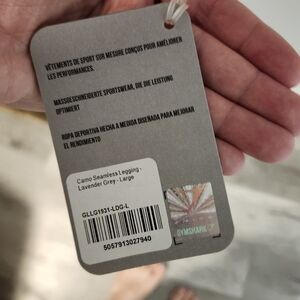 VÊTEMENTS DE SPORT SUR MESURE CONÇUS POUR AMÉLIORER
LES PERFORMANCES.
MASSGESCHNEIDERTE SPORTSWEAR, DIE DIE LEISTUNG
OPTIMIERT
ROPA DEPORTIVA HECHA A MEDIDA DISEÑADA PARA MEJORAR
EL RENDIMIENTO
Camo Seamless Legging -
Lavender Grey - Large
GLLG1931-LDG-L
5057913027940
GYMSHARK